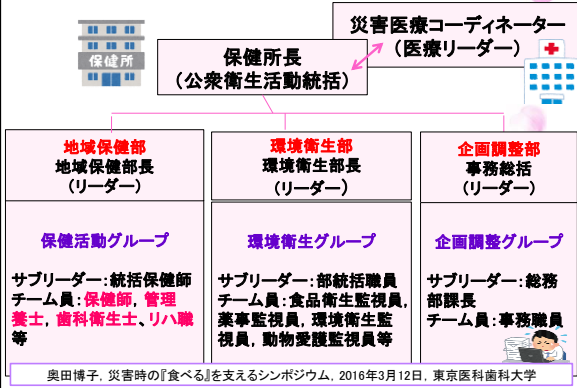 災害医療コーディネーター
（医療リーダー）
保健所
保健所長
（公衆衛生活動統括）
地域保健部
地域保健部長
（リーダー）
保健活動グループ
サブリーダー：統括保健師
チーム員：保健師，管理
養士，歯科衛生士、リハ職
等
環境衛生部
環境衛生部長
（リーダー）
環境衛生グループ
サブリーダー：部統括職員
チーム員：食品衛生監視員，
薬事監視員，環境衛生監
視員，動物愛護監視員等
企画調整部
事務総括
（リーダー）
企画調整グループ
サブリーダー：総務
部課長
チーム員：事務職員
奥田博子，災害時の『食べる』を支えるシンポジウム，2016年3月12日，東京医科歯科大学